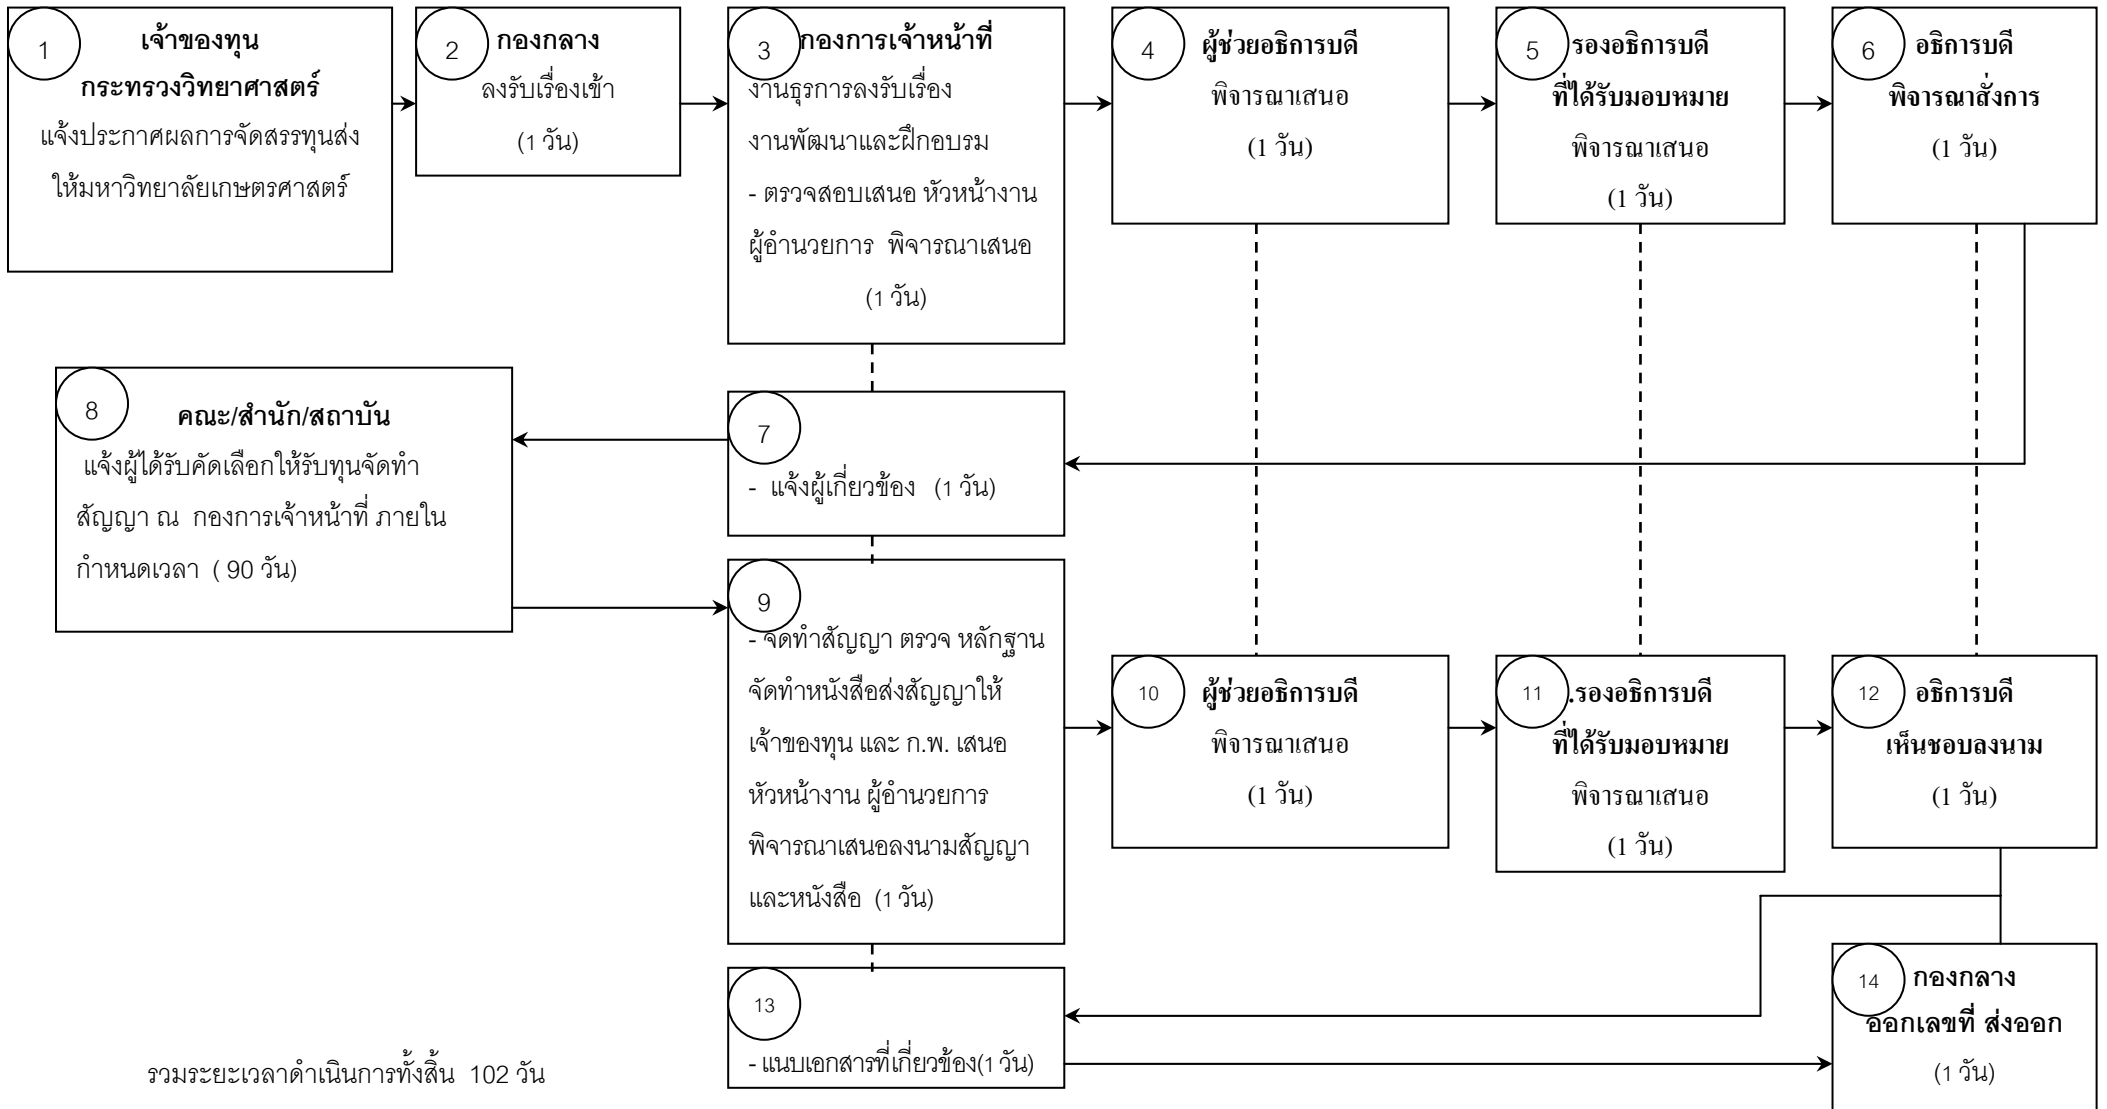 1
เจ้าของทุน
กระทรวงวิทยาศาสตร์
แจ้งประกาศผลการจัดสรรทุนส่ง
ให้มหาวิทยาลัยเกษตรศาสตร์
2
กองกลาง
ลงรับเรื่องเข้า
(1 วัน)
3
กองการเจ้าหน้าที่
งานธุรการลงรับเรื่อง
งานพัฒนาและฝึกอบรม
- ตรวจสอบเสนอ หัวหน้างาน
ผู้อำนวยการ พิจารณาเสนอ
(1 วัน)
4
ผู้ช่วยอธิการบดี
พิจารณาเสนอ
(1 วัน)
5
รองอธิการบดี
ที่ได้รับมอบหมาย
พิจารณาเสนอ
(1 วัน)
6
อธิการบดี
พิจารณาสั่งการ
(1 วัน)
7
- แจ้งผู้เกี่ยวข้อง (1 วัน)
8
คณะ/สำนัก/สถาบัน
แจ้งผู้ได้รับคัดเลือกให้รับทุนจัดทำ
สัญญา ณ กองการเจ้าหน้าที่ ภายใน
กำหนดเวลา ( 90 วัน)
9
- จัดทำสัญญา ตรวจ หลักฐาน
จัดทำหนังสือส่งสัญญาให้
เจ้าของทุน และ ก.พ. เสนอ
หัวหน้างาน ผู้อำนวยการ
พิจารณาเสนอลงนามสัญญา
และหนังสือ (1 วัน)
10
ผู้ช่วยอธิการบดี
พิจารณาเสนอ
(1 วัน)
11
.รองอธิการบดี
ที่ได้รับมอบหมาย
พิจารณาเสนอ
(1 วัน)
12
อธิการบดี
เห็นชอบลงนาม
(1 วัน)
13
- แนบเอกสารที่เกี่ยวข้อง(1 วัน)
14
กองกลาง
ออกเลขที่ ส่งออก
(1 วัน)
รวมระยะเวลาดำเนินการทั้งสิ้น 102 วัน